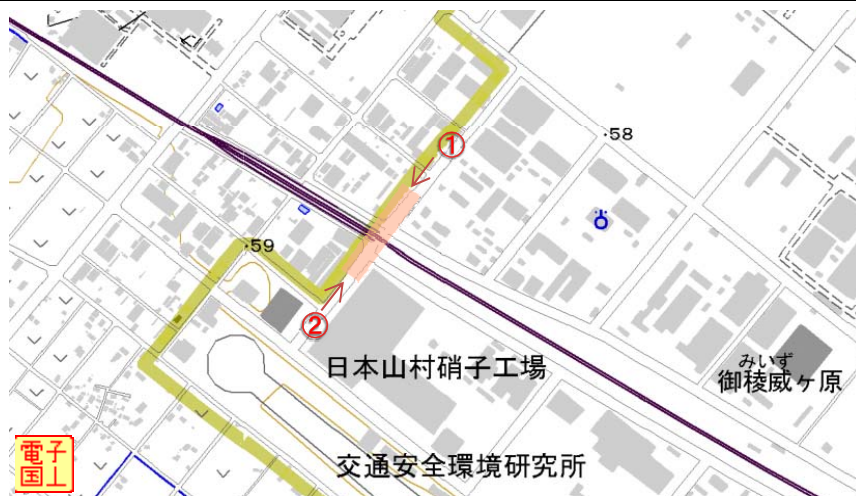 ①
・58
・59
②
日本山村硝子工場
みいず
御稜威ヶ原
交通安全環境研究所
電子
国土